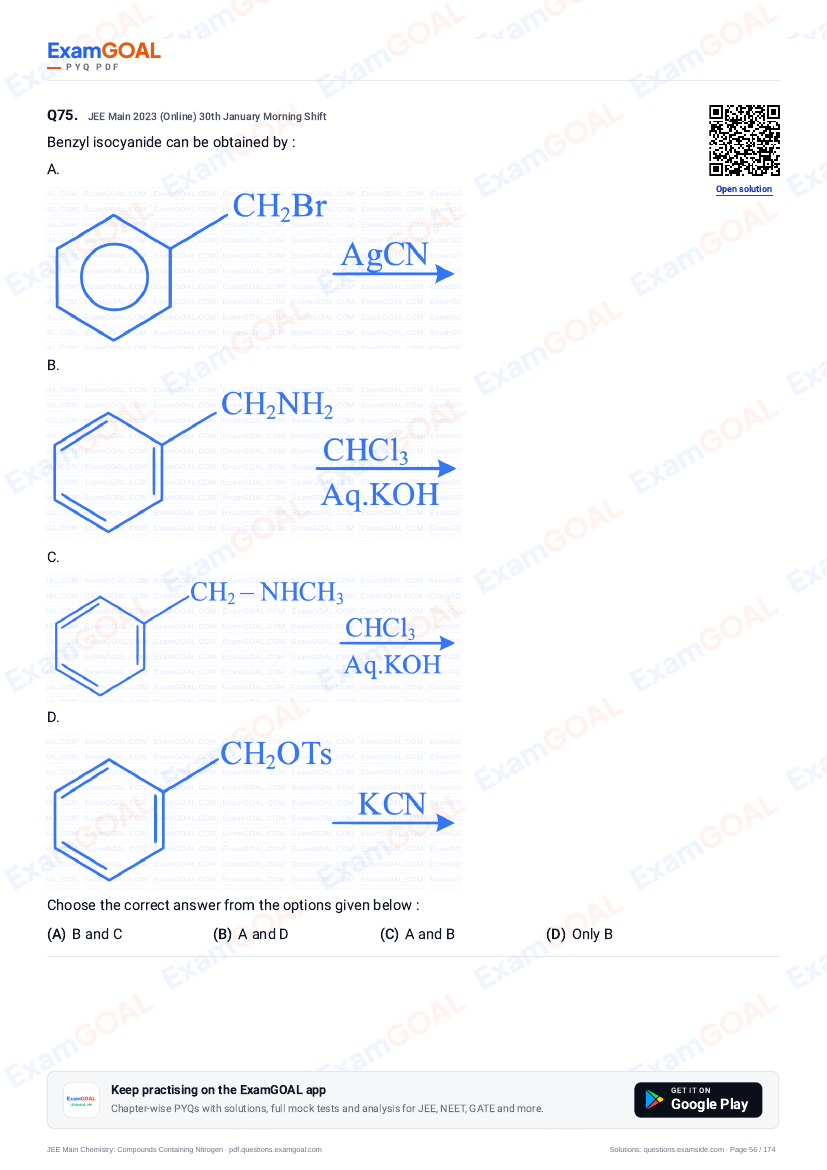 ExamGOAL
PYQ PDF
Q75. JEE Main 2023 (Online) 30th January Morning Shift
Benzyl isocyanide can be obtained by :
Open solution
A.
CH₂Br
AgCN
B.
CH₂NH₂
CHCl₃
Aq.KOH
C.
CH₂ – NHCH₃
CHCl₃
Aq.KOH
D.
CH₂OTs
KCN
Choose the correct answer from the options given below :
(A) B and C (B) A and D (C) A and B (D) Only B
ExamGOAL
Keep practising on the ExamGOAL app
Chapter-wise PYQs with solutions, full mock tests and analysis for JEE, NEET, GATE and more.
GET IT ON
Google Play
JEE Main Chemistry: Compounds Containing Nitrogen · pdf.questions.examgoal.com
Solutions: questions.examside.com · Page 56 / 174